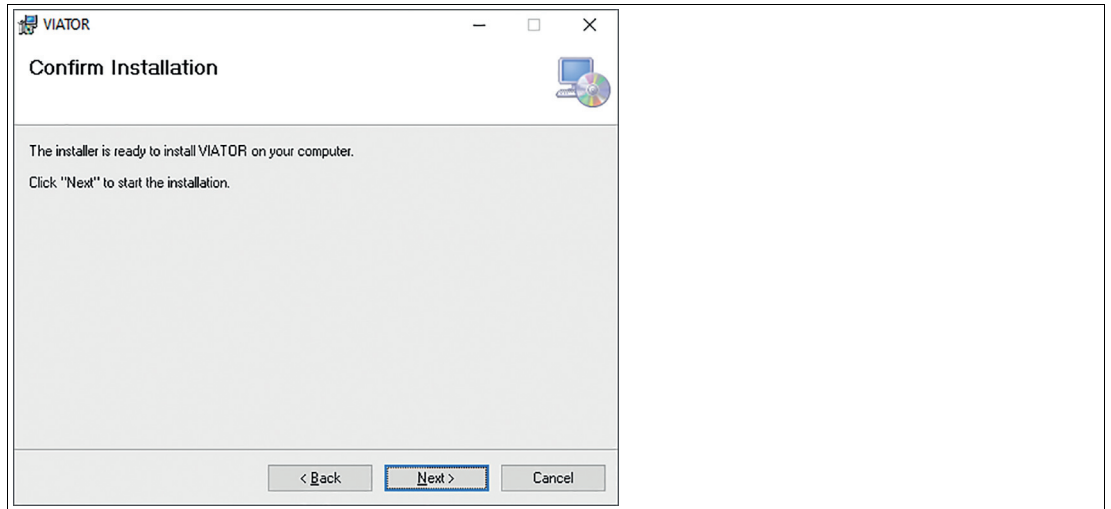 VIATOR
Confirm Installation
The installer is ready to install VIATOR on your computer.
Click "Next" to start the installation.
< Back
Next >
Cancel